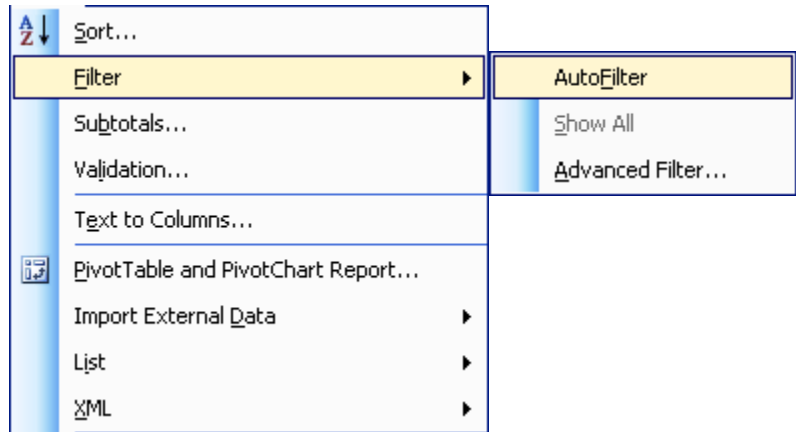 Sort...
Filter
AutoFilter
Show All
Advanced Filter...
Subtotals...
Validation...
Text to Columns...
PivotTable and PivotChart Report...
Import External Data
List
XML